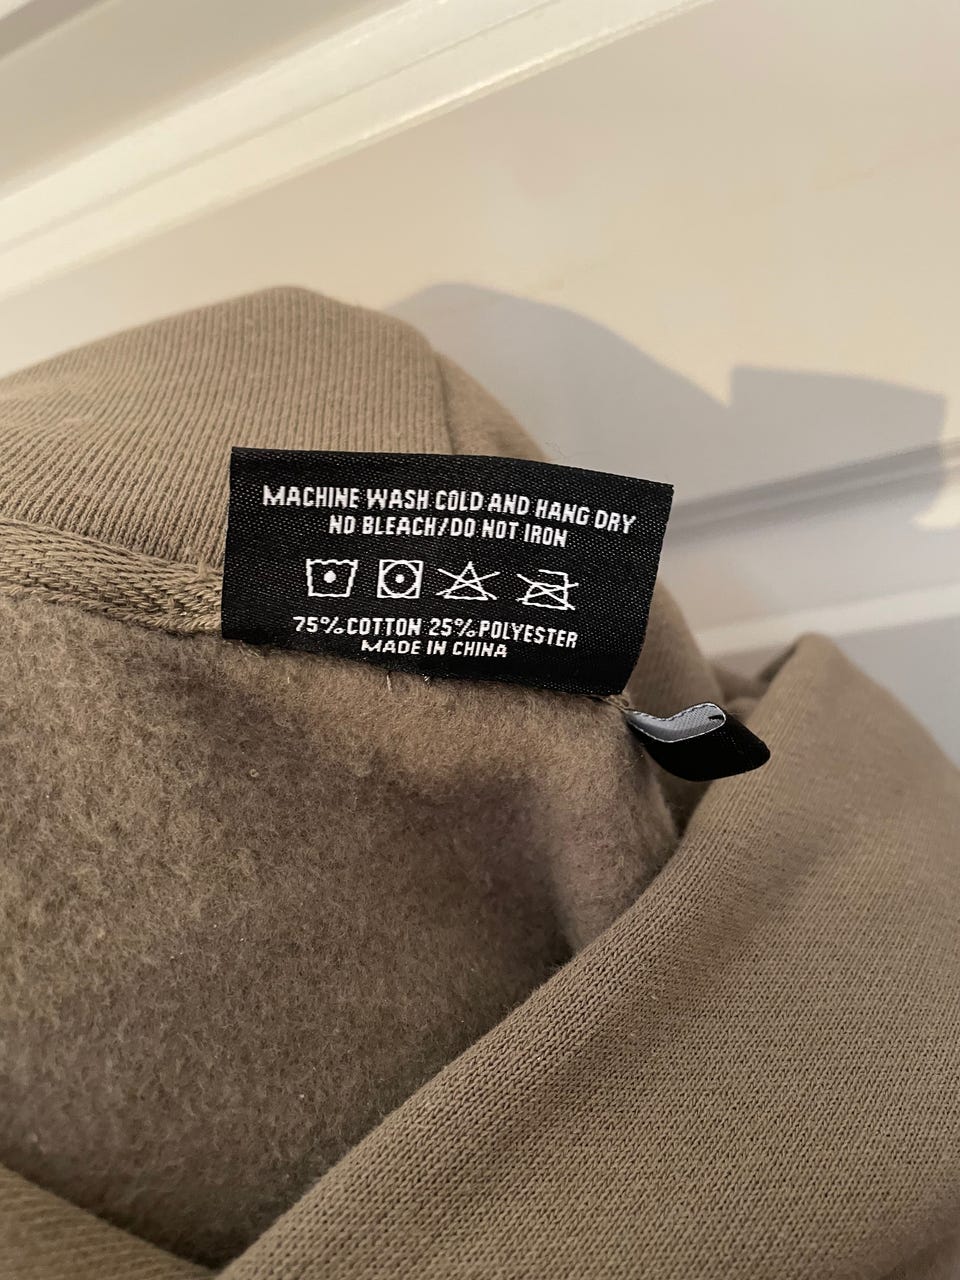 MACHINE WASH COLD AND HANG DRY
NO BLEACH/DO NOT IRON
75% COTTON 25% POLYESTER
MADE IN CHINA